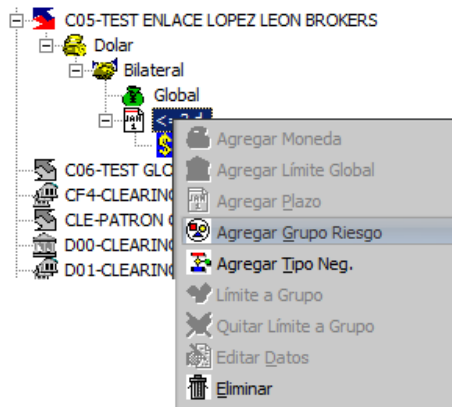 C05-TEST ENLACE LOPEZ LEON BROKERS
Dolar
Bilateral
Global
C06-TEST GLO
CF4-CLEARING
CLE-PATRON
D00-CLEARING
D01-CLEARING
Agregar Moneda
Agregar Límite Global
Agregar Plazo
Agregar Grupo Riesgo
Agregar Tipo Neg.
Límite a Grupo
Quitar Límite a Grupo
Editar Datos
Eliminar